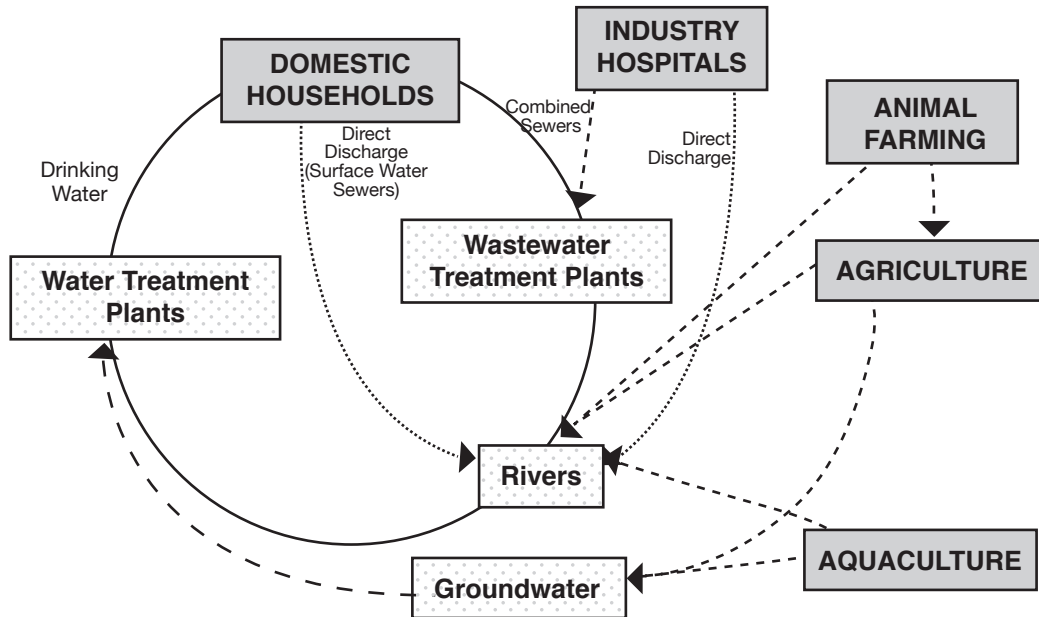 INDUSTRY
HOSPITALS
DOMESTIC
HOUSEHOLDS
Combined
Sewers
ANIMAL
FARMING
Direct
Discharge
(Surface Water
Sewers)
Direct
Discharge
Drinking
Water
Wastewater
Treatment Plants
Water Treatment
Plants
AGRICULTURE
Rivers
AQUACULTURE
Groundwater